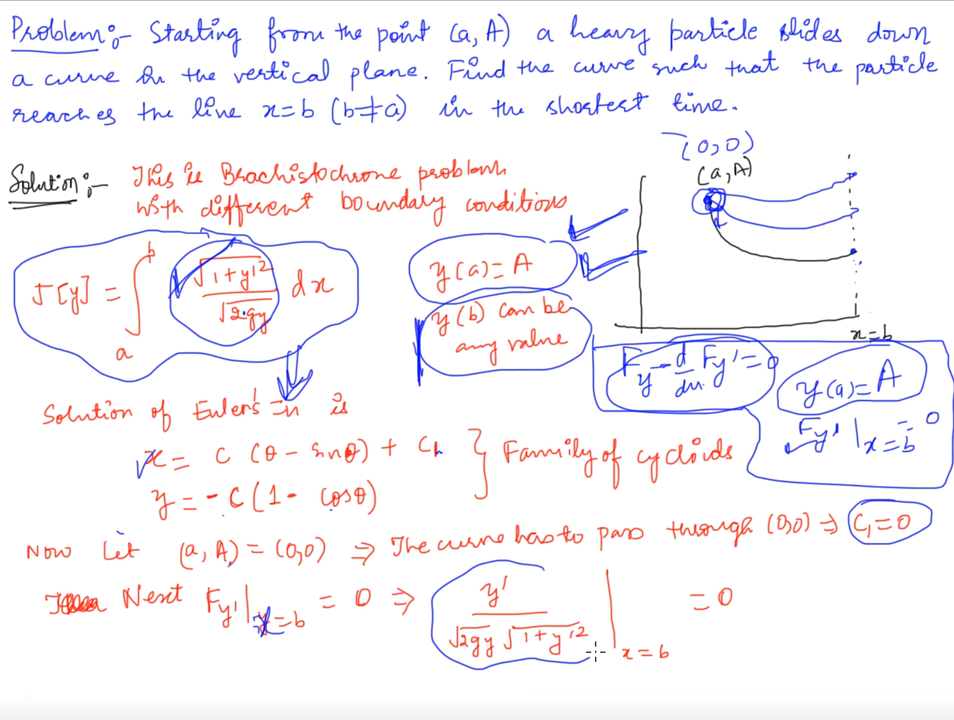 Problem:- Starting from the point (a, A) a heavy particle slides down
a curve in the vertical plane. Find the curve such that the particle
reaches the line x=b (b≠a) in the shortest time.
(0,0)
(a, A)
x=b
Solution:- This is Brachistochrone problem
with different boundary conditions
J[y] = ∫_a^b √(1+y'²)/√(2gy) dx
y(a) = A
y(b) can be
any value
F_y - d/dx F_y' = 0
y(a) = A
F_y' |_{x=b} = 0
Solution of Euler's =n is
x = C (θ - sinθ) + C₁
y = - C (1 - cosθ)
} Family of cycloids
Now Let (a, A) = (0,0) ⇒ The curve has to pass through (0,0) ⇒ C₁ = 0
Next F_y' |_{x=b} = 0 ⇒ y' / (√(2gy) √(1+y'²)) |_{x=b} = 0